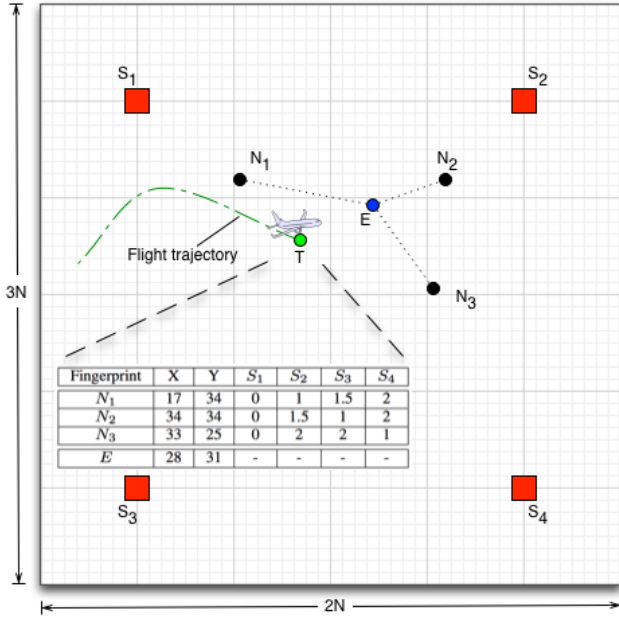 S1
S2
N1
N2
E
Flight trajectory
T
3N
N3
Fingerprint X Y S1 S2 S3 S4
N1 17 34 0 1 1.5 2
N2 34 34 0 1.5 1 2
N3 33 25 0 2 2 1
E 28 31 - - - -
S3
S4
2N